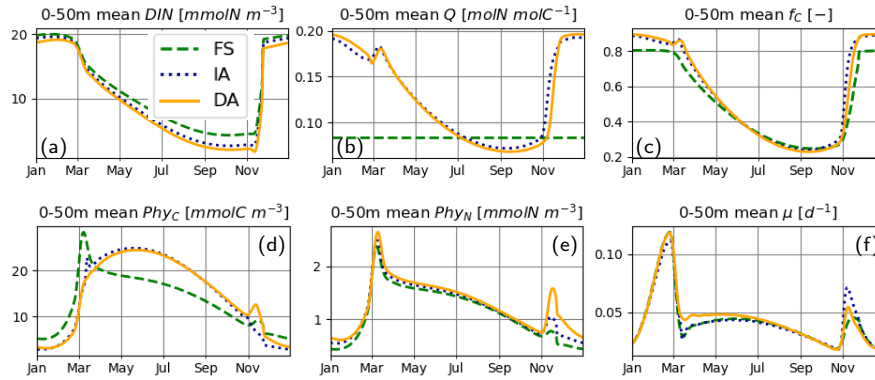 0-50m mean DIN [mmolN m⁻³]
0-50m mean Q [molN molC⁻¹]
0-50m mean f_C [−]
20
10
FS
IA
DA
(a)
Jan Mar May Jul Sep Nov
0.20
0.15
0.10
(b)
Jan Mar May Jul Sep Nov
0.8
0.6
0.4
0.2
(c)
Jan Mar May Jul Sep Nov
0-50m mean Phy_C [mmolC m⁻³]
0-50m mean Phy_N [mmolN m⁻³]
0-50m mean μ [d⁻¹]
20
10
(d)
Jan Mar May Jul Sep Nov
2
1
(e)
Jan Mar May Jul Sep Nov
0.10
0.05
(f)
Jan Mar May Jul Sep Nov